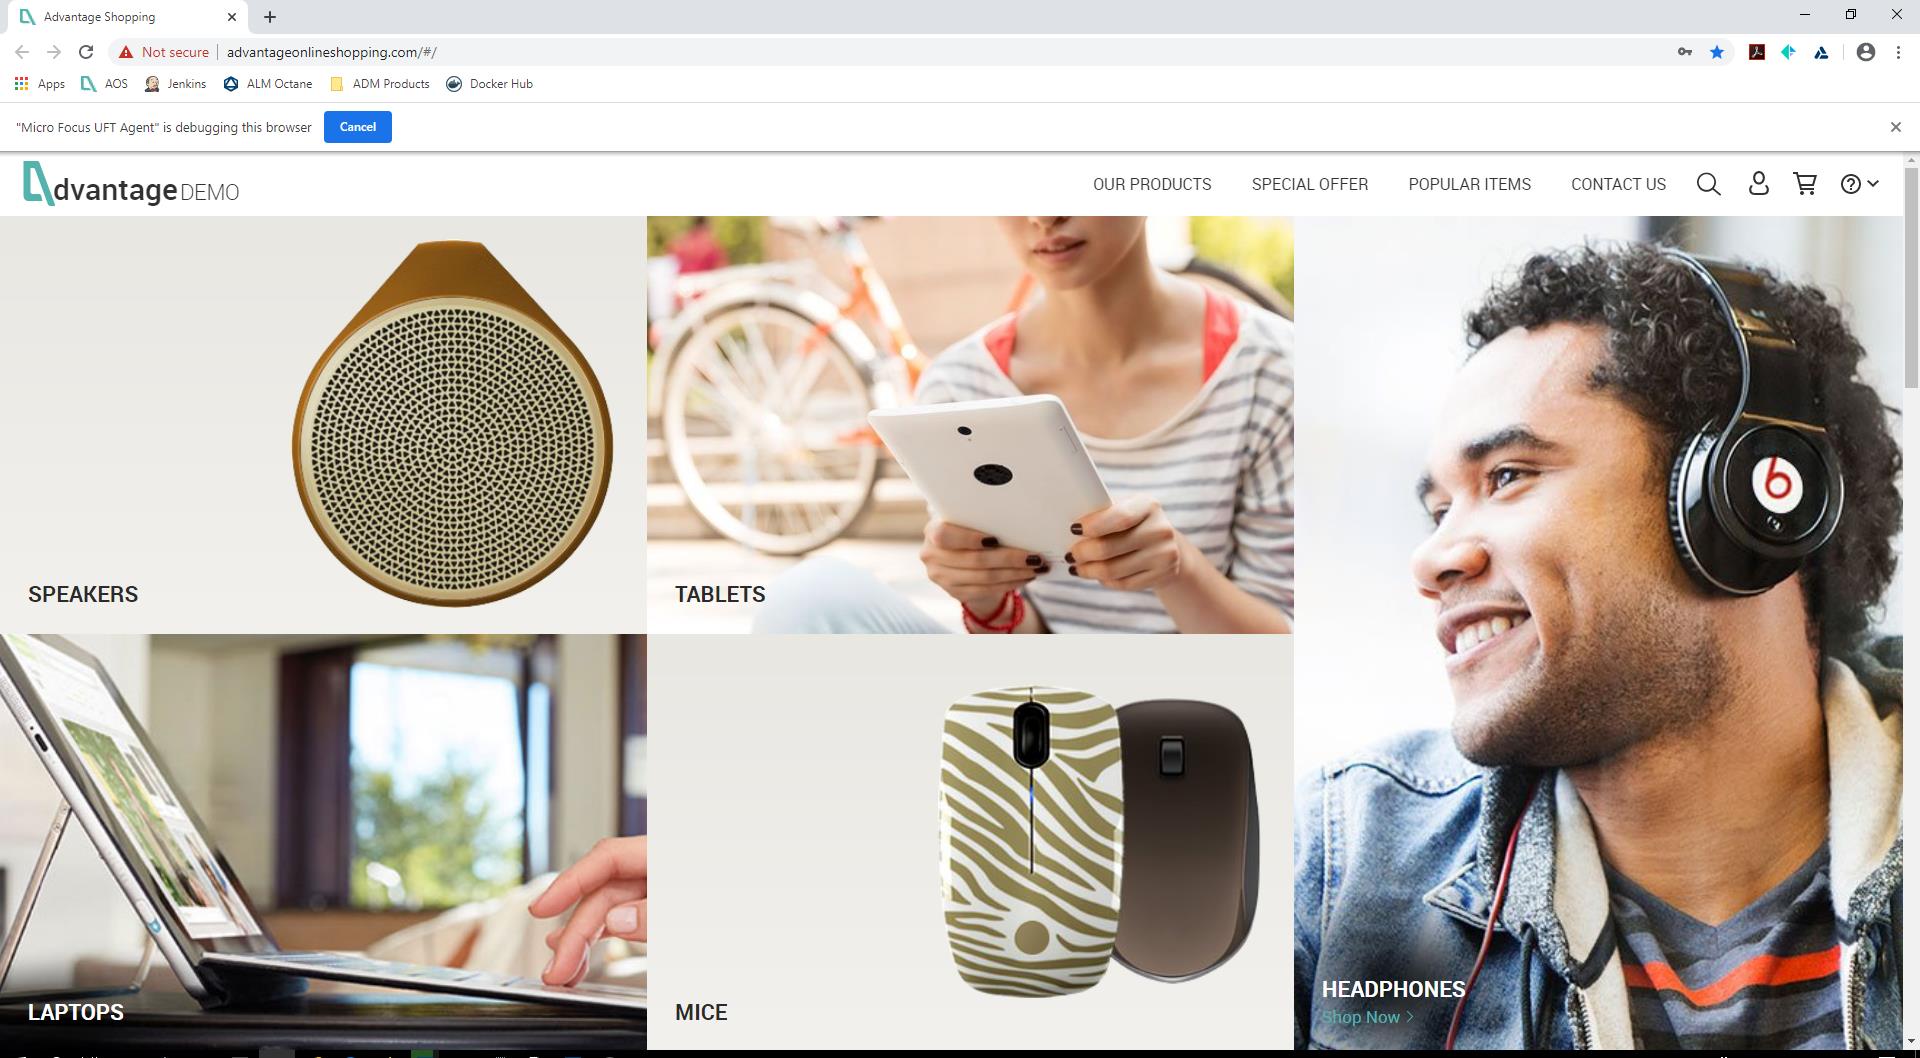 Advantage Shopping
Not secure
advantageonlineshopping.com/#/
Apps
AOS
Jenkins
ALM Octane
ADM Products
Docker Hub
"Micro Focus UFT Agent" is debugging this browser
Cancel
dvantage DEMO
OUR PRODUCTS
SPECIAL OFFER
POPULAR ITEMS
CONTACT US
SPEAKERS
TABLETS
LAPTOPS
MICE
HEADPHONES
Shop Now